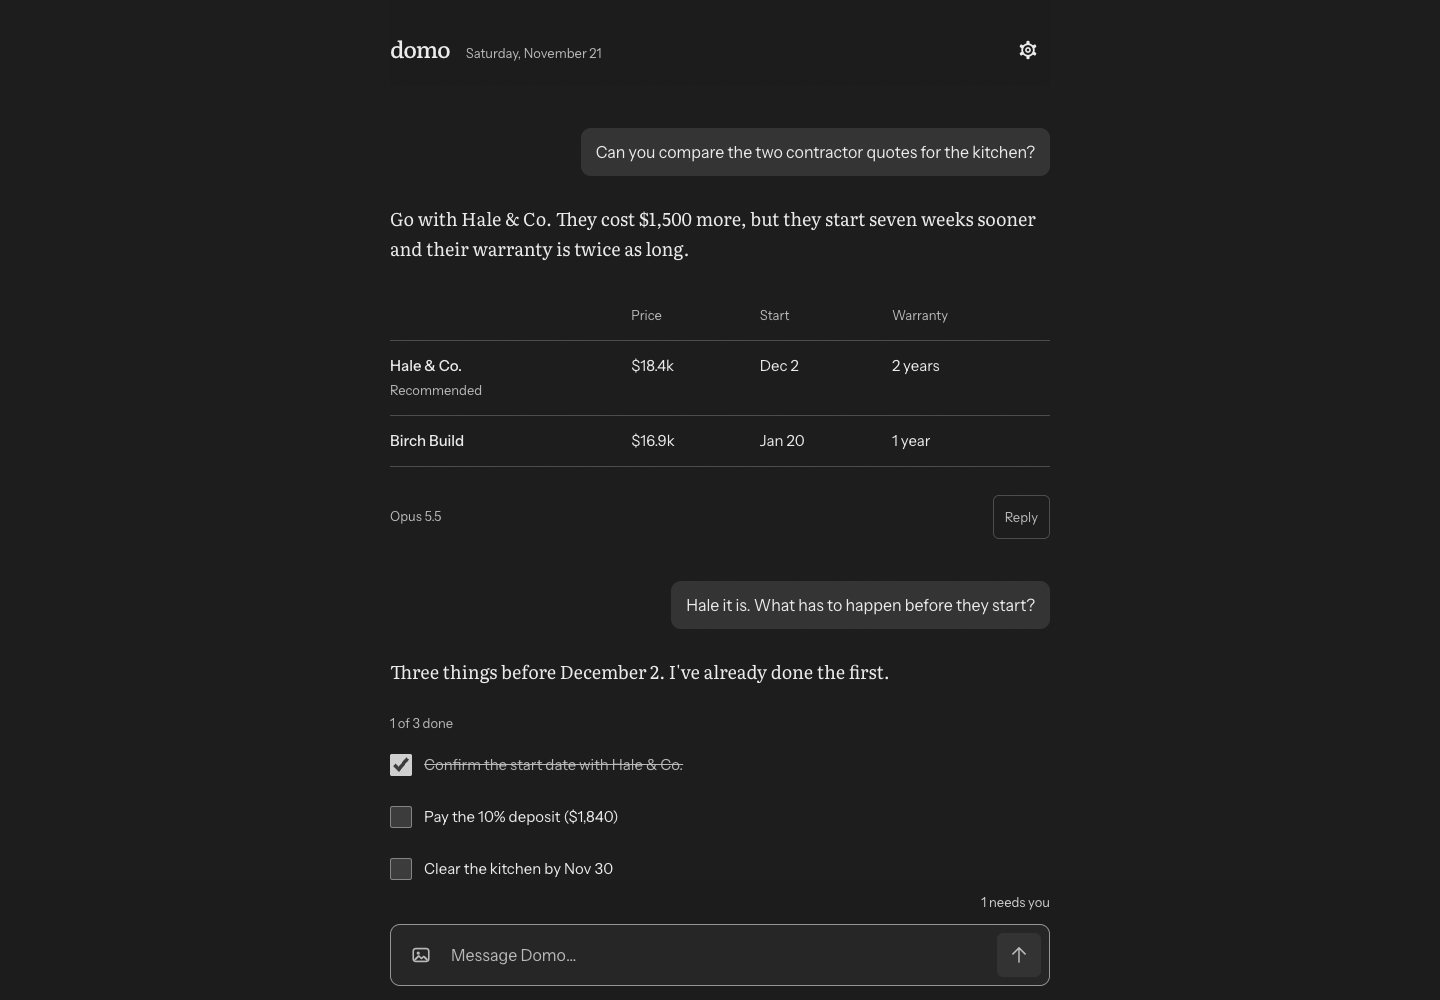 domo Saturday, November 21
Can you compare the two contractor quotes for the kitchen?
Go with Hale & Co. They cost $1,500 more, but they start seven weeks sooner
and their warranty is twice as long.
Price Start Warranty
Hale & Co. $18.4k Dec 2 2 years
Recommended
Birch Build $16.9k Jan 20 1 year
Opus 5.5 Reply
Hale it is. What has to happen before they start?
Three things before December 2. I've already done the first.
1 of 3 done
Confirm the start date with Hale & Co.
Pay the 10% deposit ($1,840)
Clear the kitchen by Nov 30
1 needs you
Message Domo...